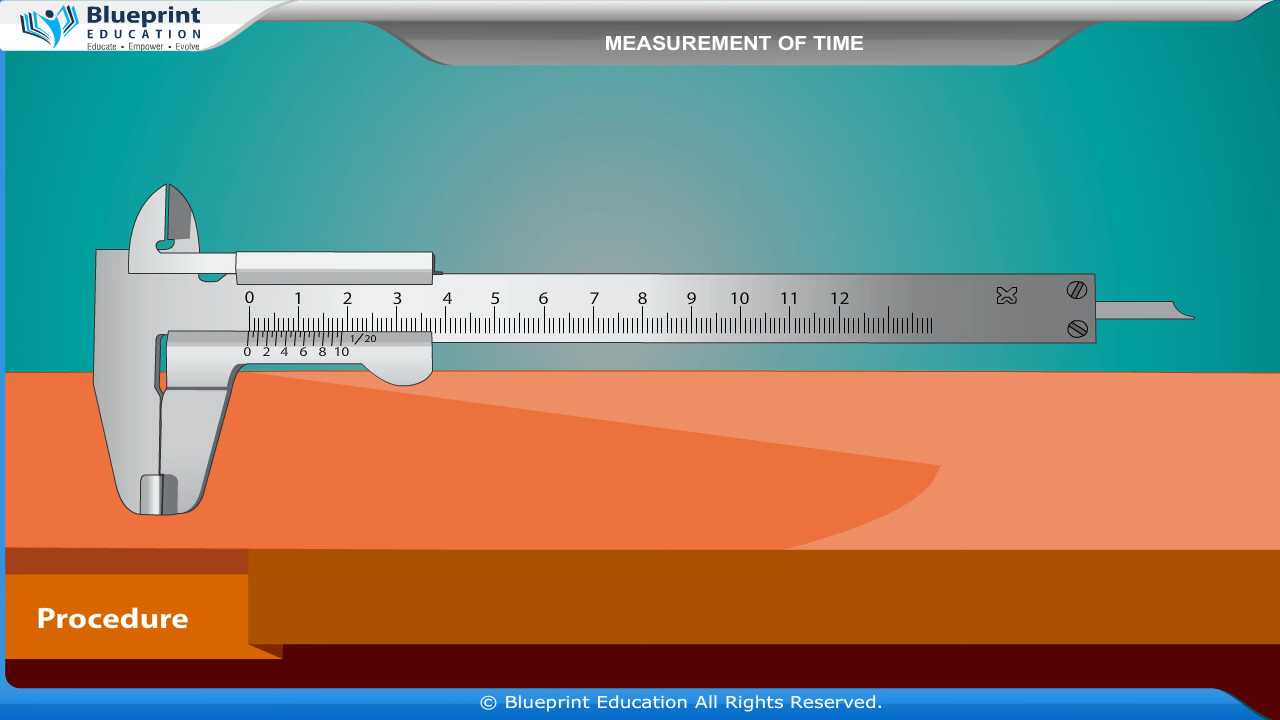 Blueprint
EDUCATION
Educate • Empower • Evolve
MEASUREMENT OF TIME
0 1 2 3 4 5 6 7 8 9 10 11 12
1/20
0 2 4 6 8 10
Procedure
© Blueprint Education All Rights Reserved.